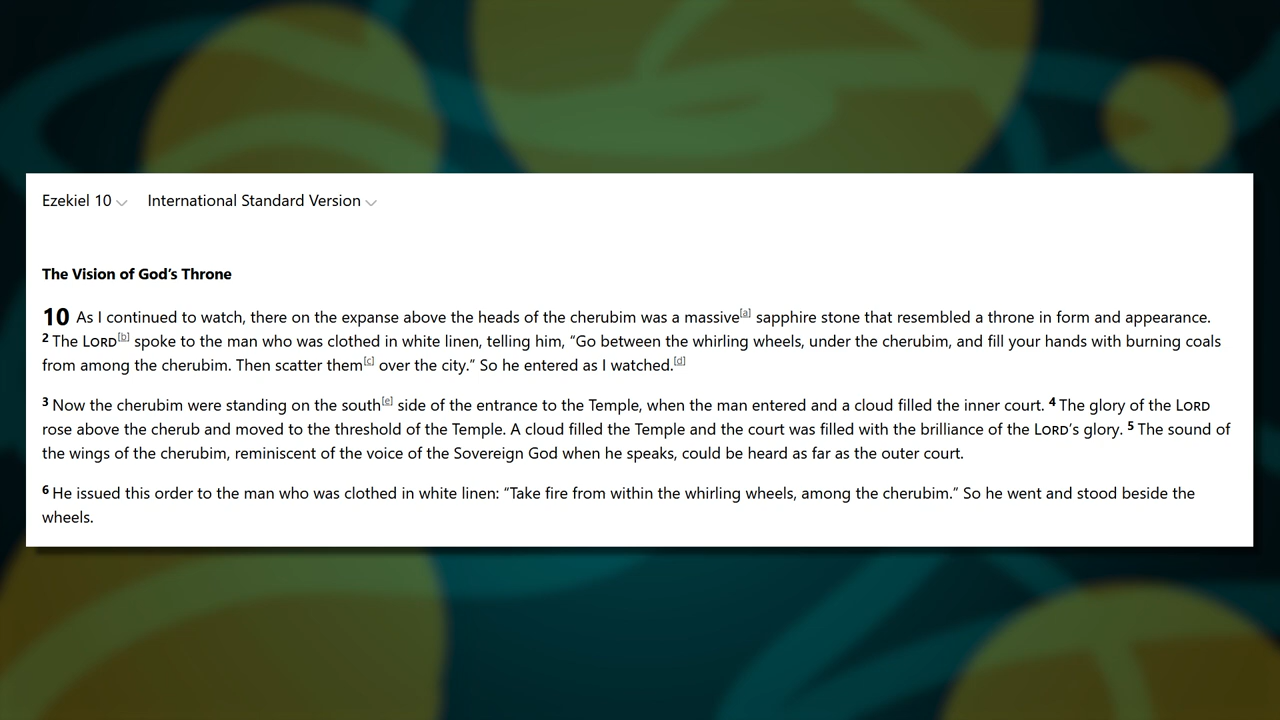 Ezekiel 10 International Standard Version
The Vision of God’s Throne
10 As I continued to watch, there on the expanse above the heads of the cherubim was a massive[a] sapphire stone that resembled a throne in form and appearance.
2 The LORD[b] spoke to the man who was clothed in white linen, telling him, “Go between the whirling wheels, under the cherubim, and fill your hands with burning coals
from among the cherubim. Then scatter them[c] over the city.” So he entered as I watched.[d]
3 Now the cherubim were standing on the south[e] side of the entrance to the Temple, when the man entered and a cloud filled the inner court. 4 The glory of the LORD
rose above the cherub and moved to the threshold of the Temple. A cloud filled the Temple and the court was filled with the brilliance of the LORD’s glory. 5 The sound of
the wings of the cherubim, reminiscent of the voice of the Sovereign God when he speaks, could be heard as far as the outer court.
6 He issued this order to the man who was clothed in white linen: “Take fire from within the whirling wheels, among the cherubim.” So he went and stood beside the
wheels.